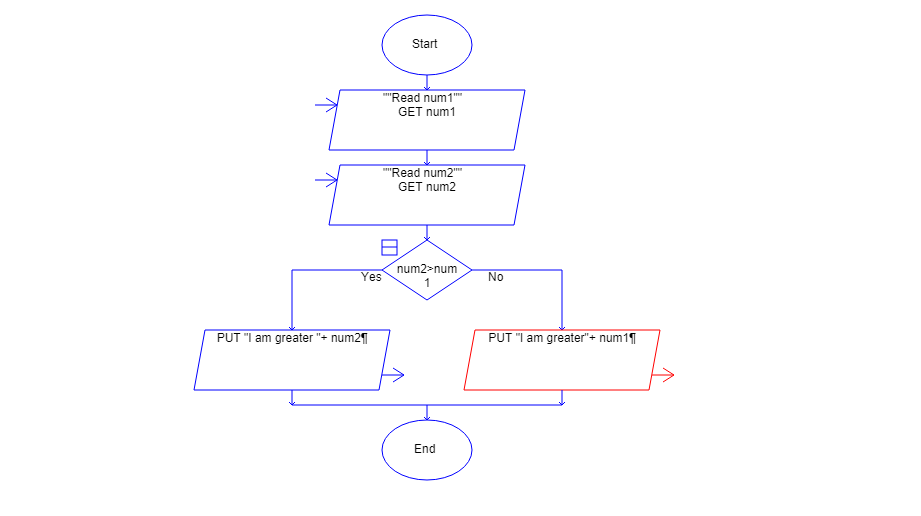 Start
""Read num1""
GET num1
""Read num2""
GET num2
num2>num
1
Yes
No
PUT "I am greater "+ num2¶
PUT "I am greater"+ num1¶
End